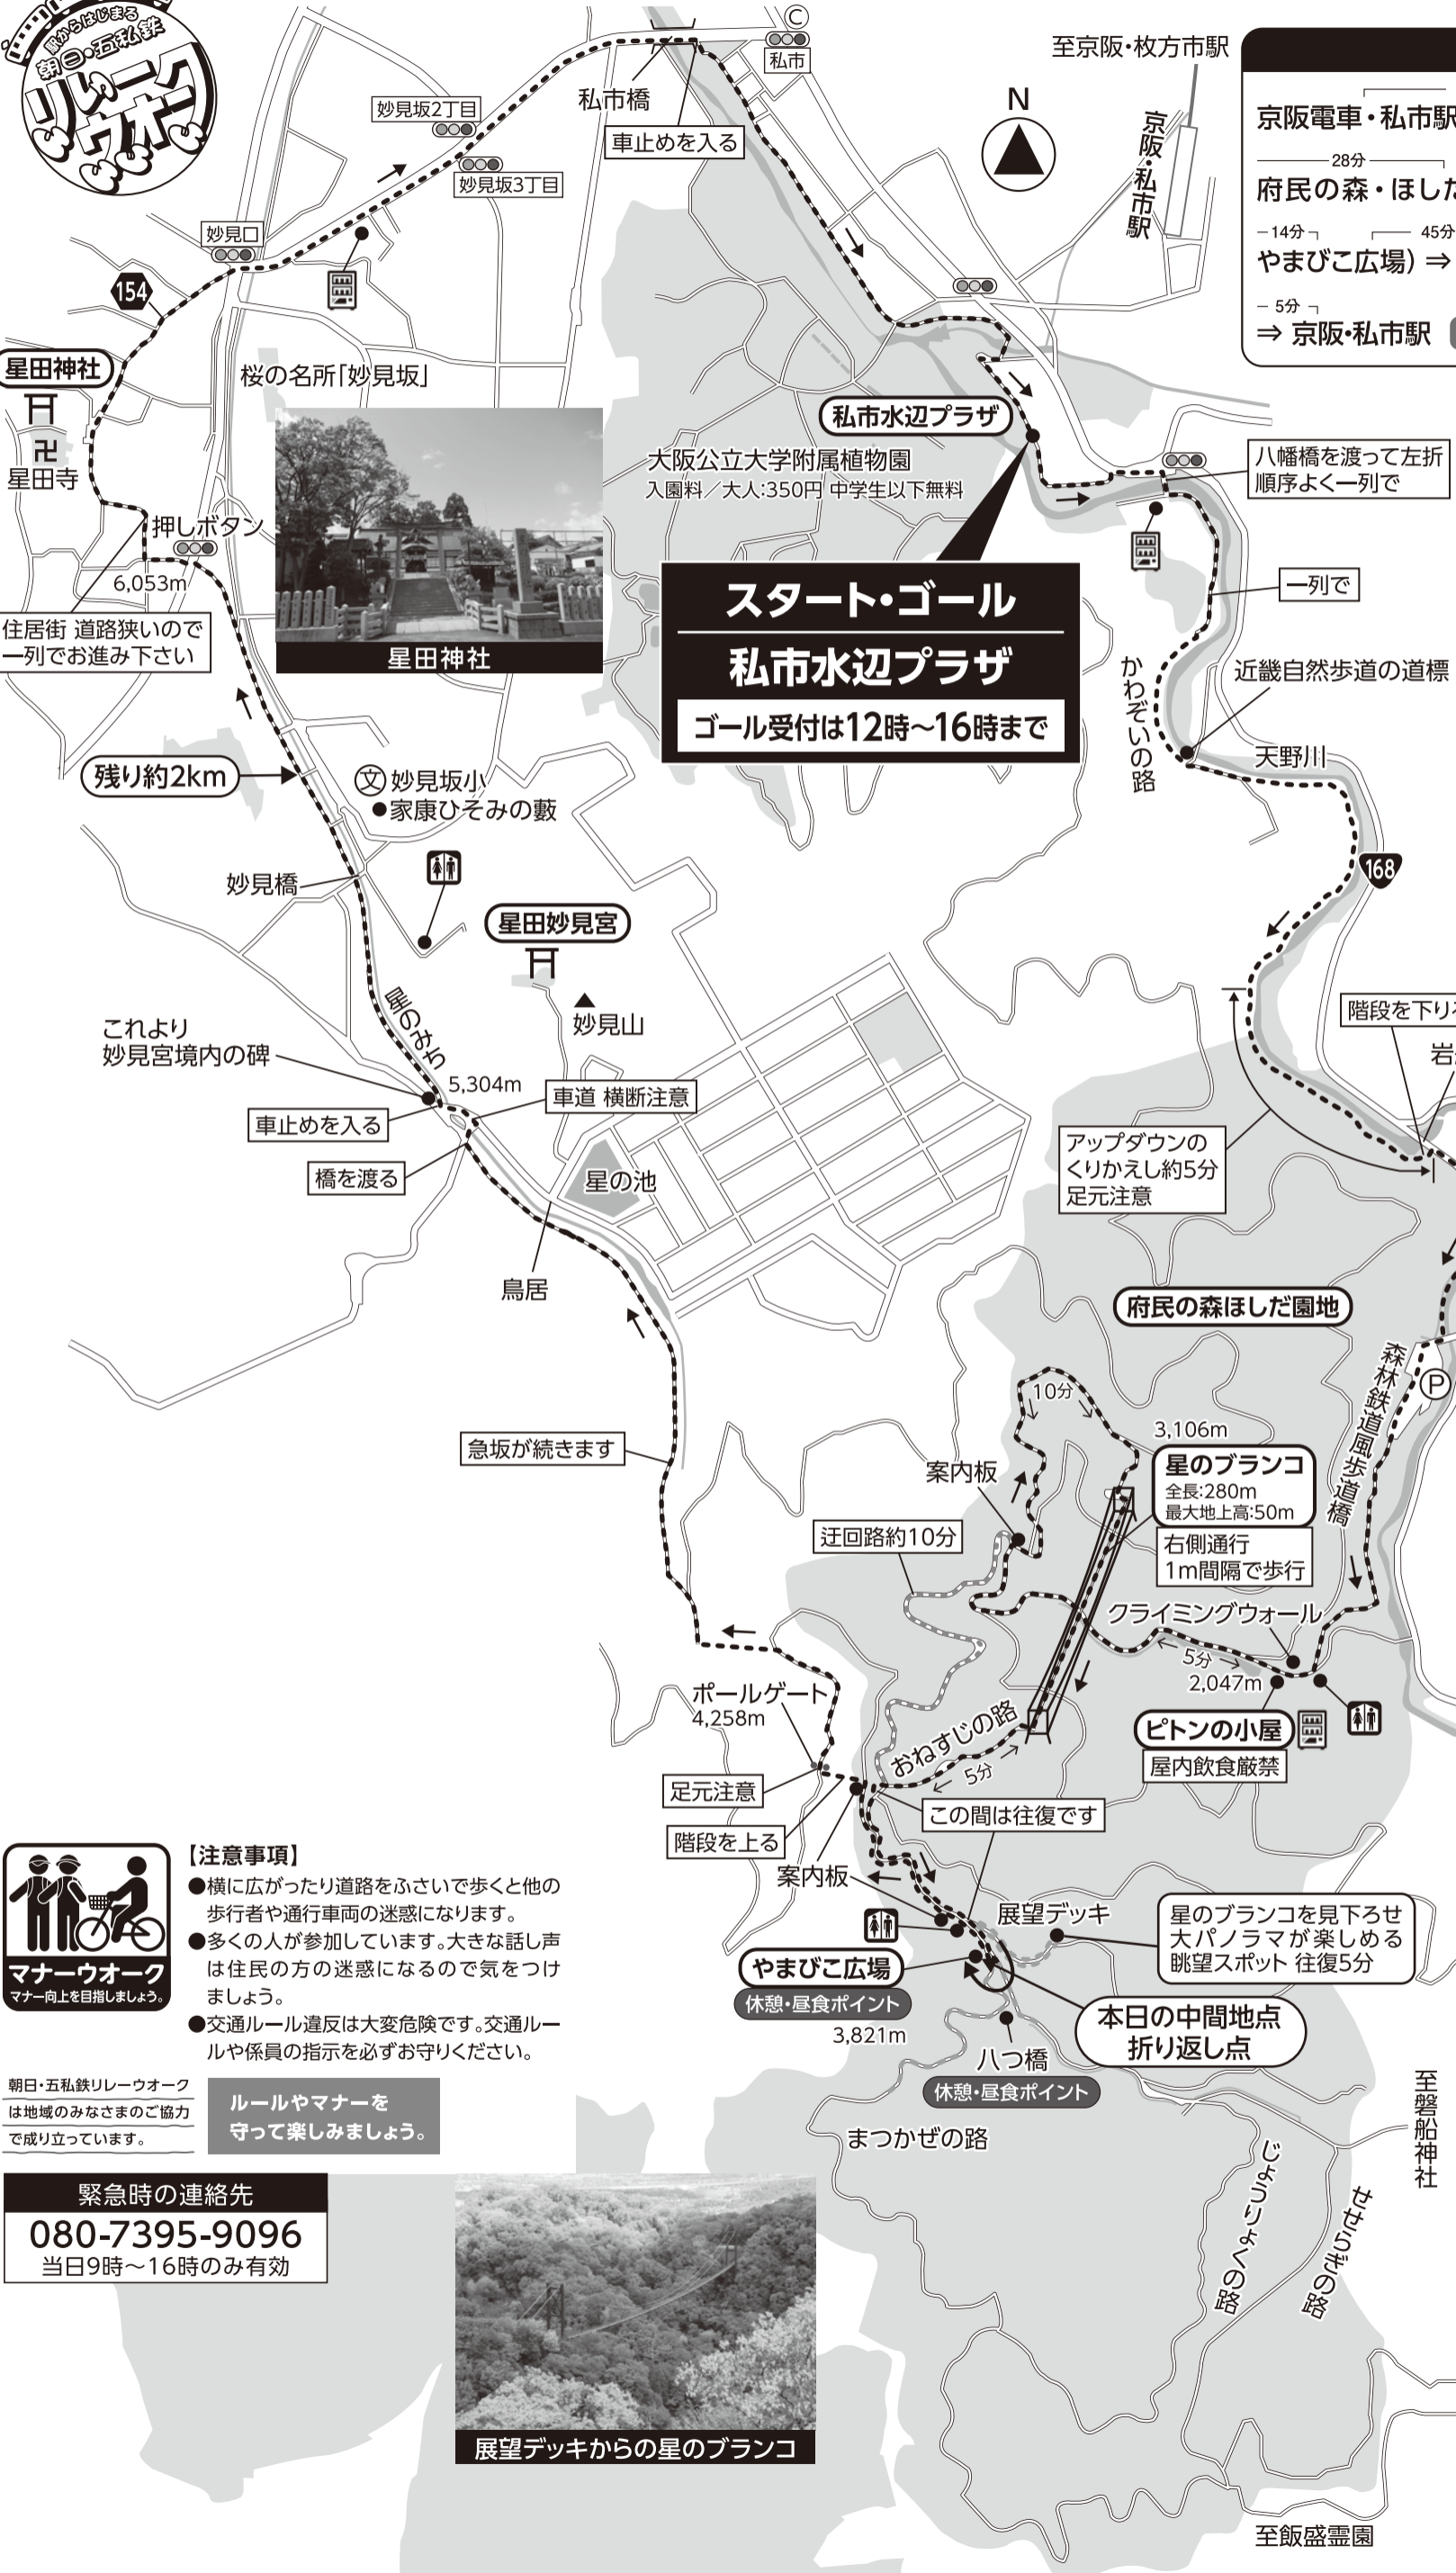 駅からはじまる
朝日・五私鉄
リレーウオーク
妙見坂2丁目
妙見坂3丁目
妙見口
私市橋
車止めを入る
C
私市
N
至京阪・枚方市駅
京阪・私市駅
京阪電車・私市駅
28分
府民の森・ほしだ
14分
45分
やまびこ広場) ⇒
5分
⇒ 京阪・私市駅
154
星田神社
卍
星田寺
桜の名所「妙見坂」
星田神社
押しボタン
6,053m
住居街 道路狭いので
一列でお進み下さい
私市水辺プラザ
大阪公立大学附属植物園
入園料／大人:350円 中学生以下無料
スタート・ゴール
私市水辺プラザ
ゴール受付は12時〜16時まで
八幡橋を渡って左折
順序よく一列で
一列で
かわぞいの路
近畿自然歩道の道標
天野川
168
残り約2km
文 妙見坂小
●家康ひそみの藪
妙見橋
星田妙見宮
妙見山
星のみち
これより
妙見宮境内の碑
5,304m
車道 横断注意
車止めを入る
橋を渡る
星の池
鳥居
階段を下り
岩
アップダウンの
くりかえし約5分
足元注意
府民の森ほしだ園地
森林鉄道風歩道橋
P
急坂が続きます
10分
3,106m
星のブランコ
全長:280m
最大地上高:50m
右側通行
1m間隔で歩行
案内板
迂回路約10分
クライミングウォール
5分
2,047m
ピトンの小屋
屋内飲食厳禁
ポールゲート
4,258m
おねすじの路
5分
足元注意
階段を上る
この間は往復です
案内板
展望デッキ
星のブランコを見下ろせ
大パノラマが楽しめる
眺望スポット 往復5分
やまびこ広場
休憩・昼食ポイント
3,821m
本日の中間地点
折り返し点
八つ橋
休憩・昼食ポイント
まつかぜの路
じょうりょくの路
せせらぎの路
至磐船神社
至飯盛霊園
マナーウオーク
マナー向上を目指しましょう。
【注意事項】
●横に広がったり道路をふさいで歩くと他の
歩行者や通行車両の迷惑になります。
●多くの人が参加しています。大きな話し声
は住民の方の迷惑になるので気をつけ
ましょう。
●交通ルール違反は大変危険です。交通ルー
ルや係員の指示を必ずお守りください。
朝日・五私鉄リレーウオーク
は地域のみなさまのご協力
で成り立っています。
ルールやマナーを
守って楽しみましょう。
緊急時の連絡先
080-7395-9096
当日9時〜16時のみ有効
展望デッキからの星のブランコ